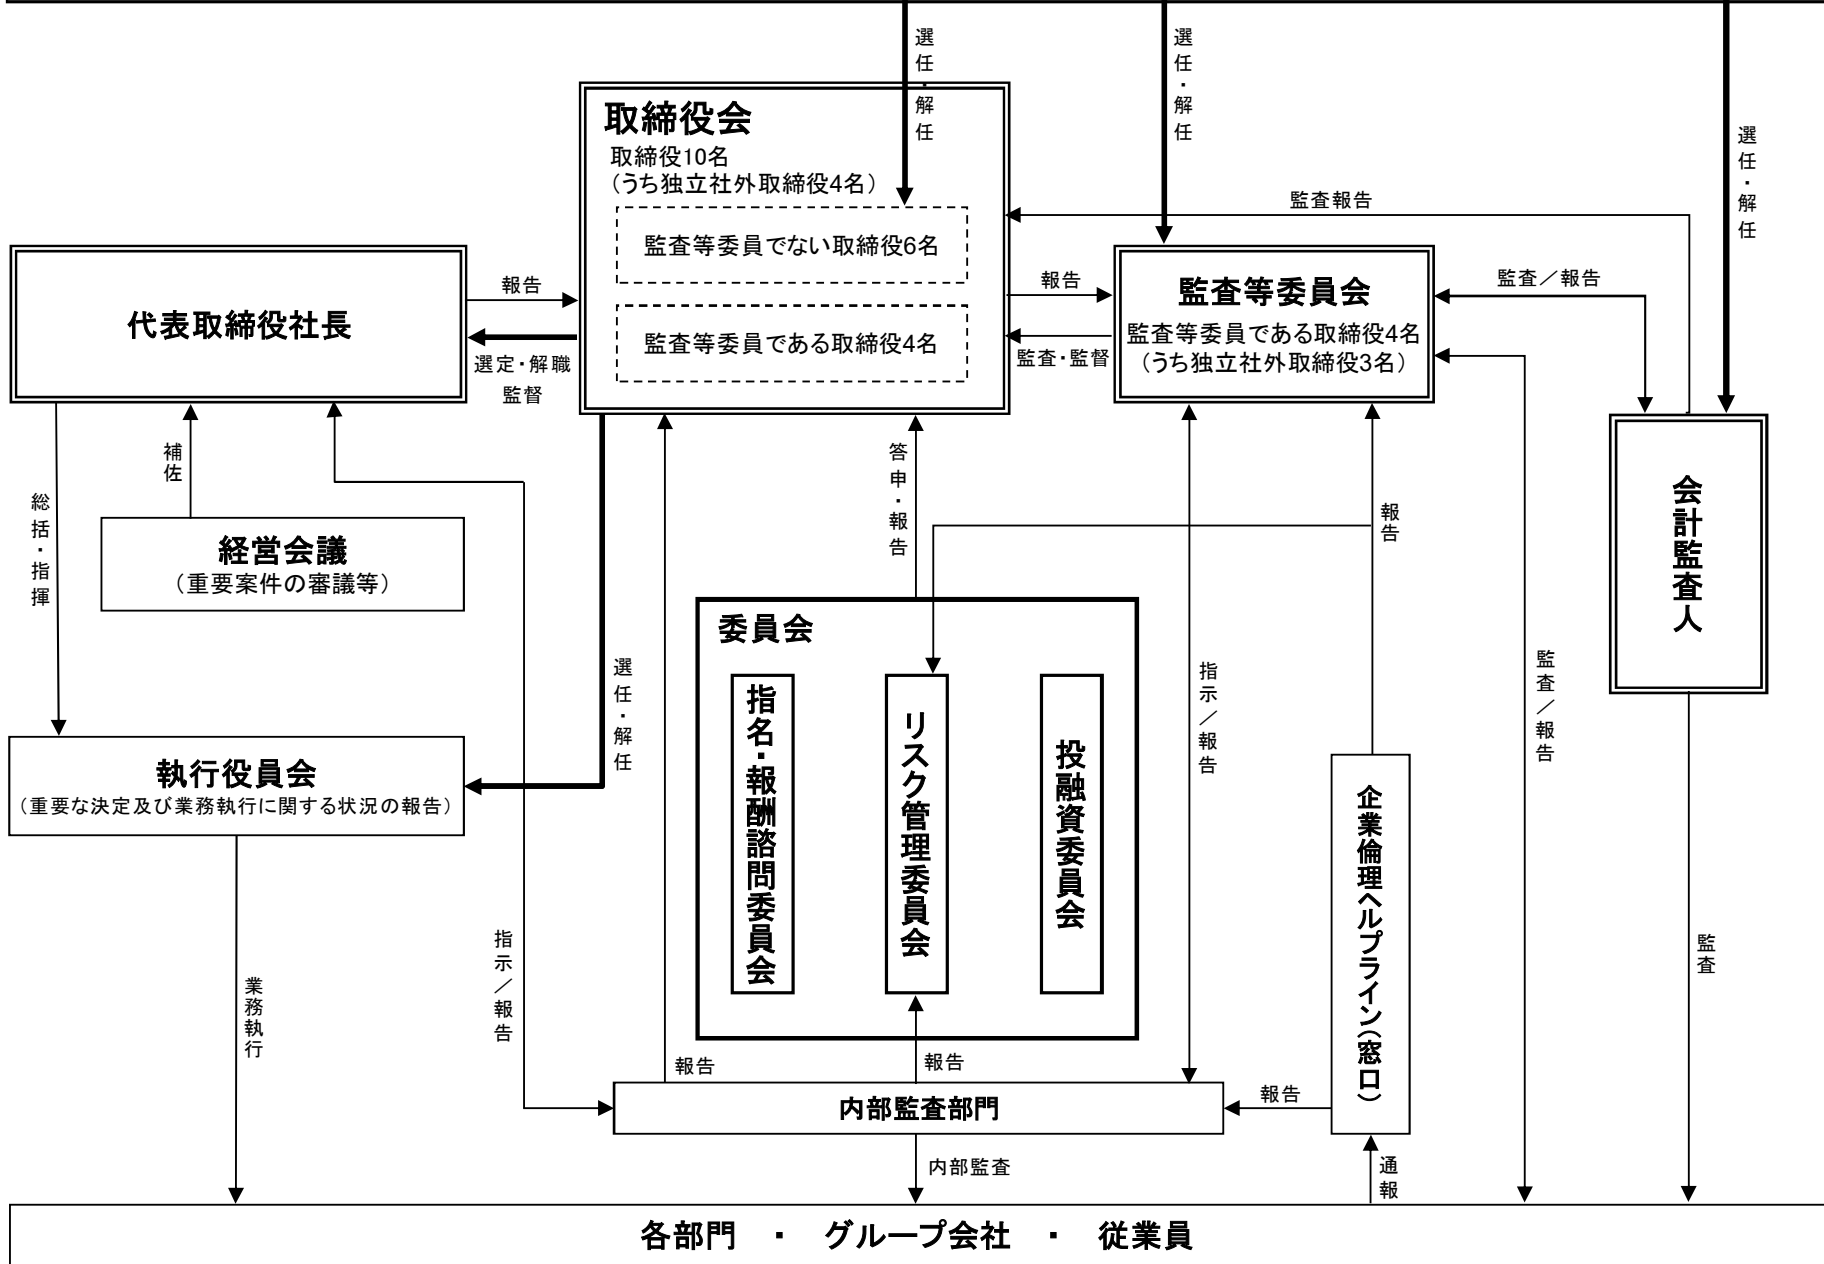 選任・解任
選任・解任
選任・解任
取締役会
取締役10名
（うち独立社外取締役4名）
監査等委員でない取締役6名
監査等委員である取締役4名
監査報告
代表取締役社長
報告
選定・解職
監督
報告
監査・監督
監査等委員会
監査等委員である取締役4名
（うち独立社外取締役3名）
監査／報告
会計監査人
総括・指揮
補佐
経営会議
（重要案件の審議等）
答申・報告
報告
選任・解任
委員会
指名・報酬諮問委員会
リスク管理委員会
投融資委員会
指示／報告
監査／報告
執行役員会
（重要な決定及び業務執行に関する状況の報告）
企業倫理ヘルプライン（窓口）
業務執行
指示／報告
監査
報告
報告
内部監査部門
報告
内部監査
通報
各部門　・　グループ会社　・　従業員